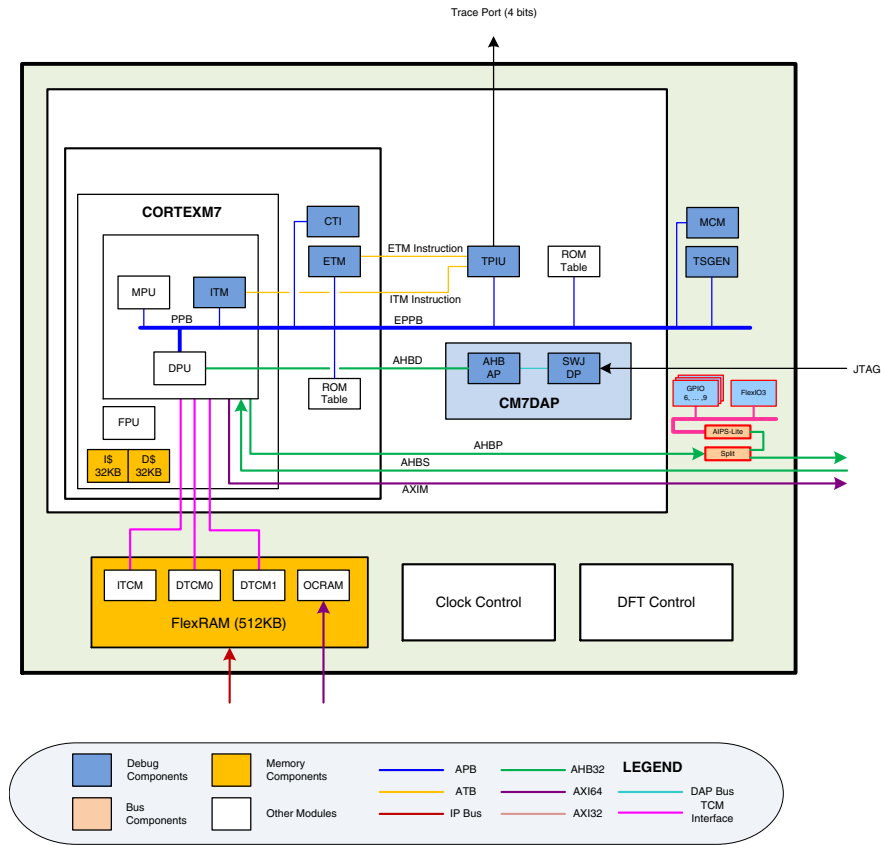 Trace Port (4 bits)
CORTEXM7
CTI
MCM
ETM Instruction
ETM
TPIU
ROM
Table
TSGEN
MPU
ITM
ITM Instruction
PPB
EPPB
DPU
AHBD
AHB
AP
SWJ
DP
CM7DAP
JTAG
ROM
Table
GPIO
6, ... ,9
FlexIO3
FPU
AIPS-Lite
I$
32KB
D$
32KB
AHBP
Split
AHBS
AXIM
ITCM
DTCM0
DTCM1
OCRAM
FlexRAM (512KB)
Clock Control
DFT Control
LEGEND
Debug
Components
Memory
Components
Bus
Components
Other Modules
APB
ATB
IP Bus
AHB32
AXI64
AXI32
DAP Bus
TCM
Interface